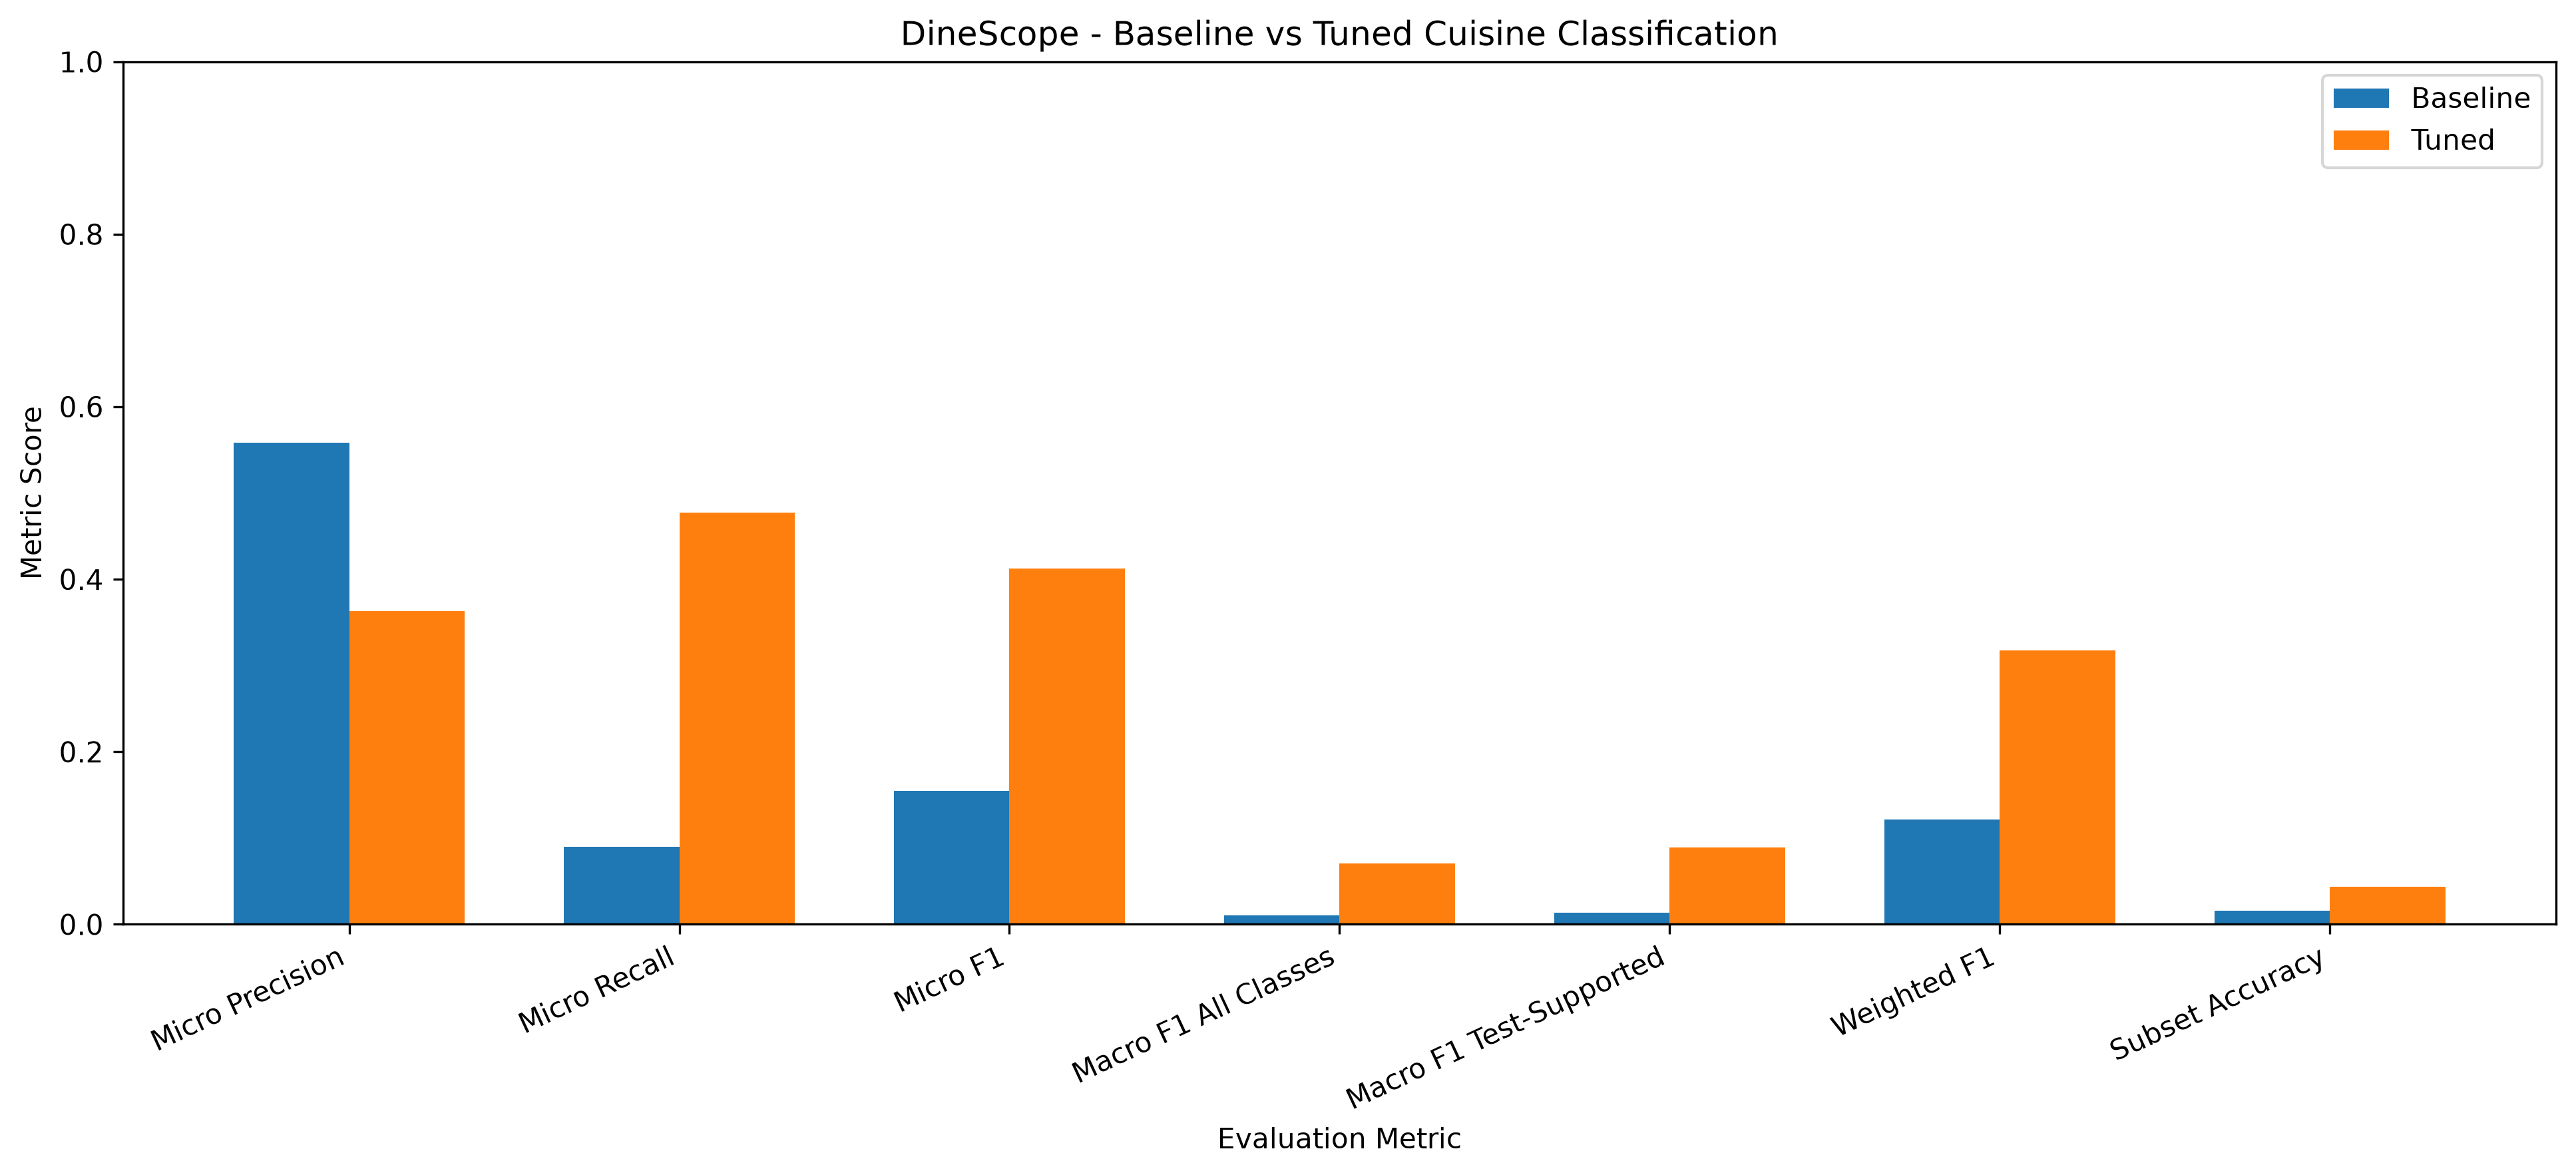 DineScope - Baseline vs Tuned Cuisine Classification
Baseline
Tuned
Metric Score
1.0
0.8
0.6
0.4
0.2
0.0
Micro Precision
Micro Recall
Micro F1
Macro F1 All Classes
Macro F1 Test-Supported
Weighted F1
Subset Accuracy
Evaluation Metric